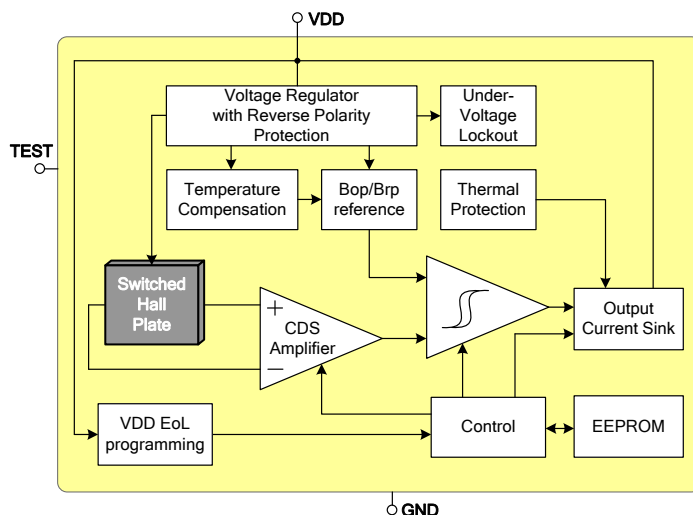 VDD
Voltage Regulator
with Reverse Polarity
Protection
Under-
Voltage
Lockout
TEST
Temperature
Compensation
Bop/Brp
reference
Thermal
Protection
Switched
Hall
Plate
+
CDS
Amplifier
−
Output
Current Sink
VDD EoL
programming
Control
EEPROM
GND